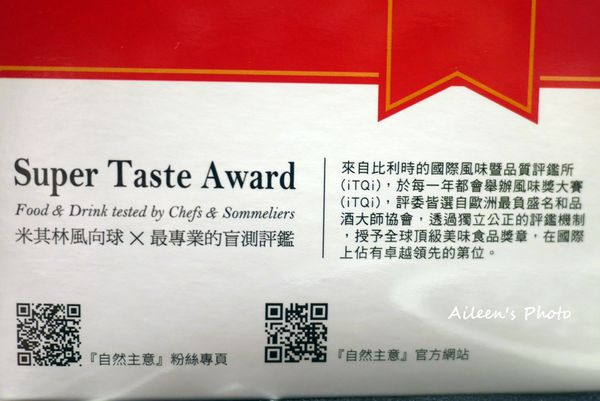 Super Taste Award
Food & Drink tested by Chefs & Sommeliers
米其林風向球×最專業的盲測評鑑
來自比利時的國際風味暨品質評鑑所
(iTQi)，於每一年都會舉辦風味獎大賽
(iTQi)，評委皆選自歐洲最負盛名和品
酒大師協會，透過獨立公正的評鑑機制
，授予全球頂級美味食品獎章，在國際
上佔有卓越領先的第位。
Aileen's Photo
『自然主意』粉絲專頁
『自然主意』官方網站